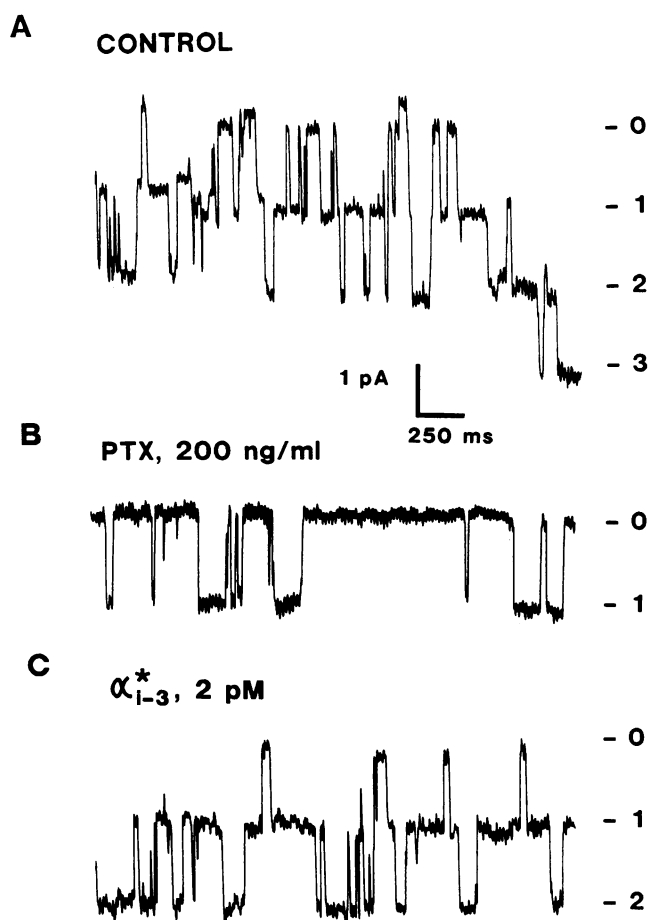 A
CONTROL
– 0
– 1
– 2
– 3
1 pA
250 ms
B
PTX, 200 ng/ml
– 0
– 1
C
α*i–3, 2 pM
– 0
– 1
– 2